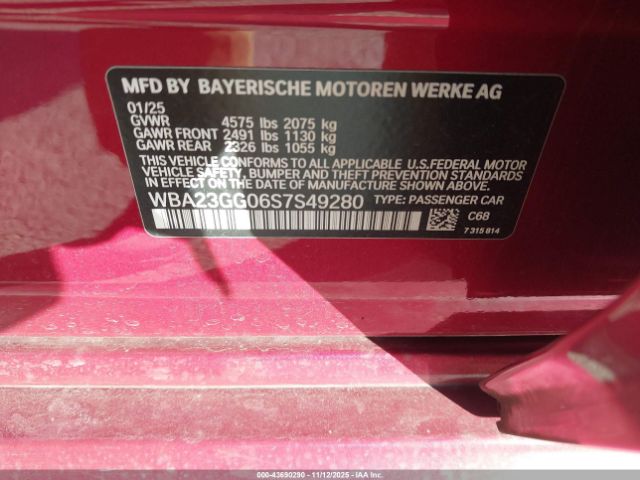 MFD BY BAYERISCHE MOTOREN WERKE AG
01/25
GVWR 4575 lbs 2075 kg
GAWR FRONT 2491 lbs 1130 kg
GAWR REAR 2326 lbs 1055 kg
THIS VEHICLE CONFORMS TO ALL APPLICABLE U.S.FEDERAL MOTOR
VEHICLE SAFETY, BUMPER AND THEFT PREVENTION STANDARDS
IN EFFECT ON THE DATE OF MANUFACTURE SHOWN ABOVE.
WBA23GG06S7S49280 TYPE: PASSENGER CAR
C68
7 315 814
000-43690290 - 11/12/2025 - IAAI.COM